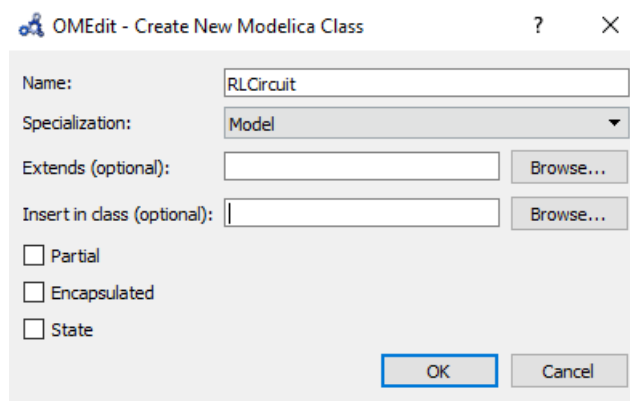 OMEdit - Create New Modelica Class ?
Name: RLCircuit
Specialization: Model
Extends (optional): Browse...
Insert in class (optional): Browse...
Partial
Encapsulated
State
OK Cancel